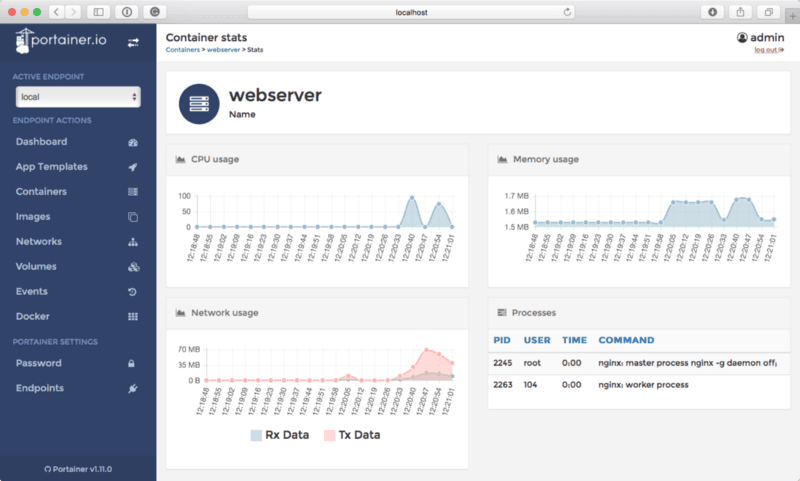 localhost
portainer.io
ACTIVE ENDPOINT
local
ENDPOINT ACTIONS
Dashboard
App Templates
Containers
Images
Networks
Volumes
Events
Docker
PORTAINER SETTINGS
Password
Endpoints
Portainer v1.11.0
Container stats
Containers > webserver > Stats
admin
log out
webserver
Name
CPU usage
100
50
0
12:18:48
12:18:55
12:19:02
12:19:09
12:19:16
12:19:23
12:19:30
12:19:37
12:19:44
12:19:51
12:19:58
12:20:05
12:20:12
12:20:19
12:20:26
12:20:33
12:20:40
12:20:47
12:20:54
12:21:01
Memory usage
1.7 MB
1.6 MB
1.5 MB
12:18:48
12:18:55
12:19:02
12:19:09
12:19:16
12:19:23
12:19:30
12:19:37
12:19:44
12:19:51
12:19:58
12:20:05
12:20:12
12:20:19
12:20:26
12:20:33
12:20:40
12:20:47
12:20:54
12:21:01
Network usage
70 MB
35 MB
0 B
12:18:48
12:18:55
12:19:02
12:19:09
12:19:16
12:19:23
12:19:30
12:19:37
12:19:44
12:19:51
12:19:58
12:20:05
12:20:12
12:20:19
12:20:26
12:20:33
12:20:40
12:20:47
12:20:54
12:21:01
Rx Data Tx Data
Processes
PID USER TIME COMMAND
2245 root 0:00 nginx: master process nginx -g daemon off;
2263 104 0:00 nginx: worker process